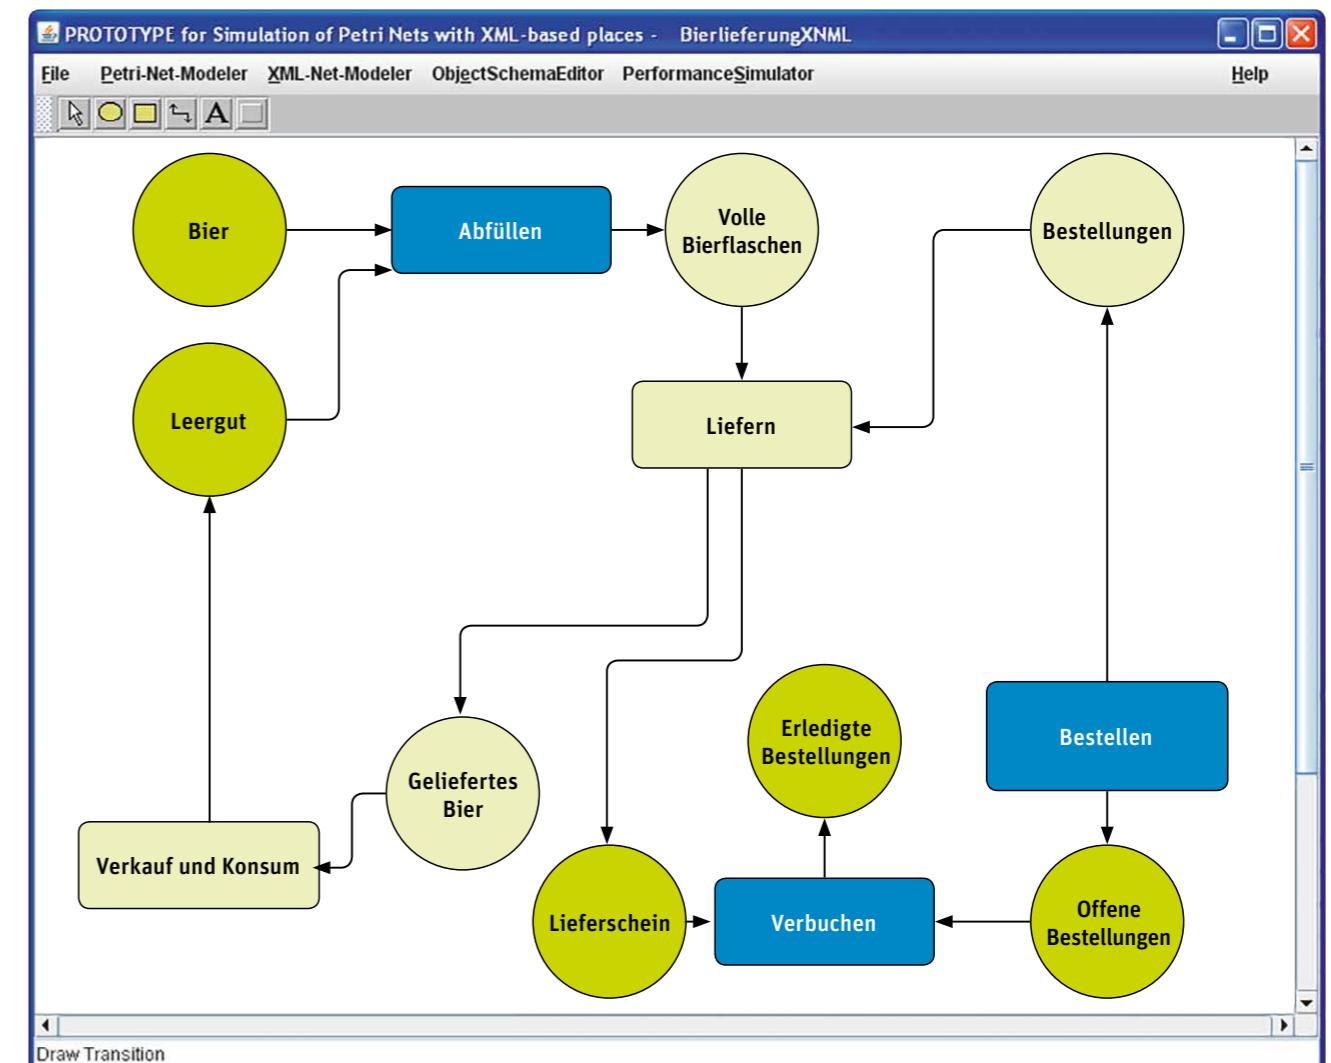 PROTOTYPE for Simulation of Petri Nets with XML-based places - BierlieferungXNML
File Petri-Net-Modeler XML-Net-Modeler ObjectSchemaEditor PerformanceSimulator Help
A
Bier
Abfüllen
Volle
Bierflaschen
Bestellungen
Leergut
Liefern
Erledigte
Bestellungen
Bestellen
Geliefertes
Bier
Verkauf und Konsum
Lieferschein
Verbuchen
Offene
Bestellungen
Draw Transition